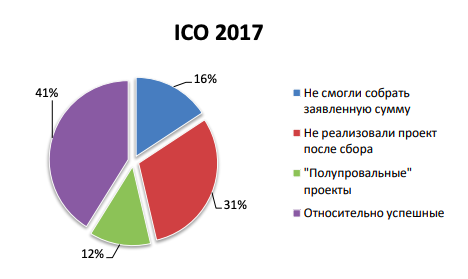 ICO 2017
16%
41%
31%
12%
Не смогли собрать
заявленную сумму
Не реализовали проект
после сбора
"Полупровальные"
проекты
Относительно успешные